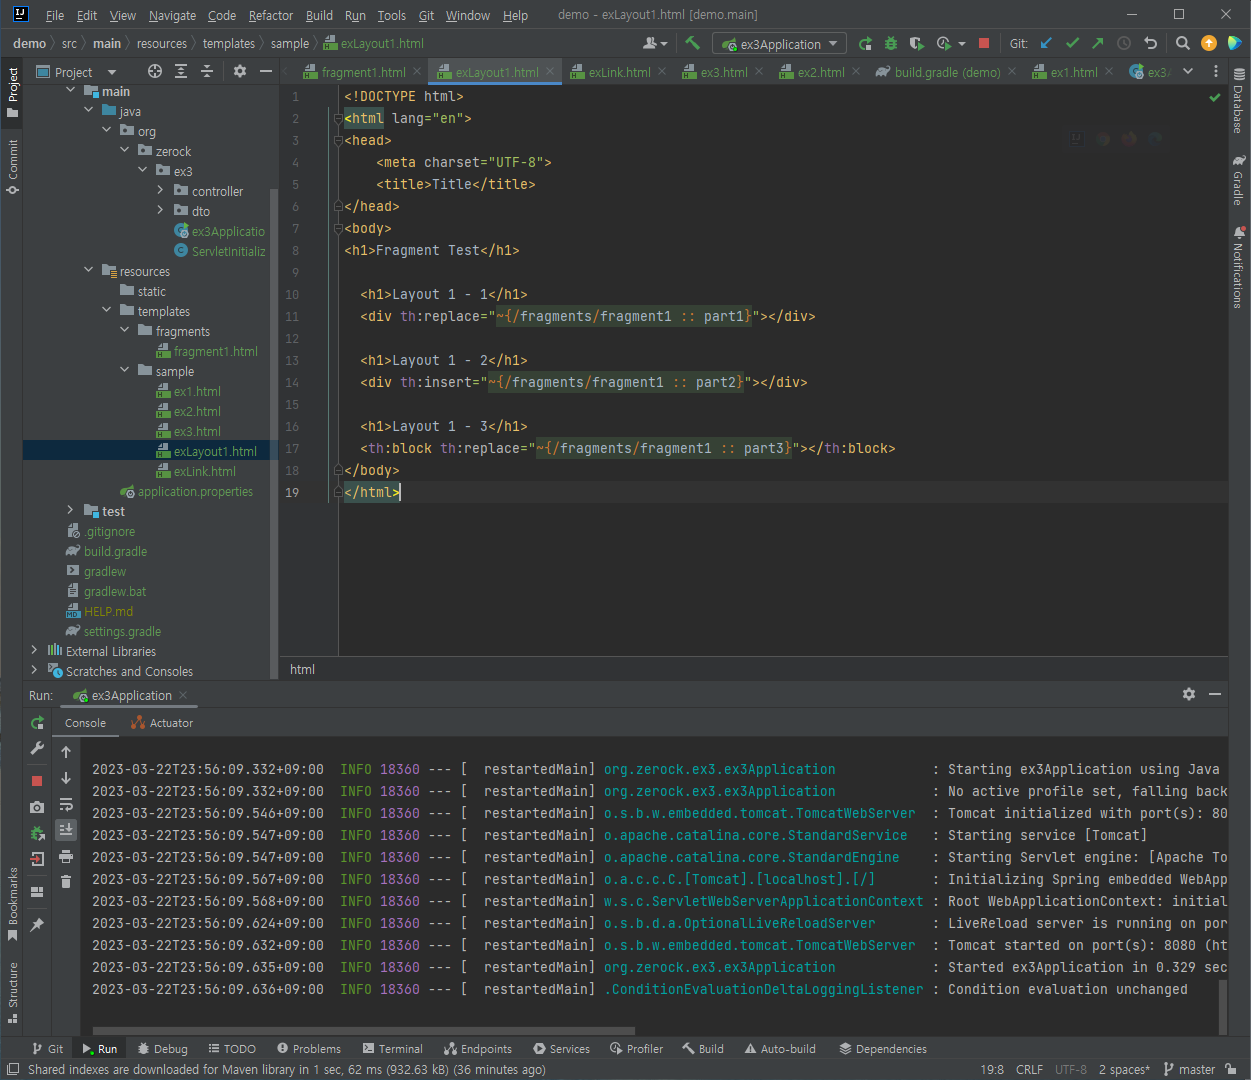 File Edit View Navigate Code Refactor Build Run Tools Git Window Help demo - exLayout1.html [demo.main]
demo src main resources templates sample exLayout1.html ex3Application Git:
Project fragment1.html exLayout1.html exLink.html ex3.html ex2.html build.gradle (demo) ex1.html ex3
Project
Commit
Bookmarks
Structure
Database
Gradle
Notifications
main
java
org
zerock
ex3
controller
dto
ex3Applicatio
ServletInitializ
resources
static
templates
fragments
fragment1.html
sample
ex1.html
ex2.html
ex3.html
exLayout1.html
exLink.html
application.properties
test
.gitignore
build.gradle
gradlew
gradlew.bat
HELP.md
settings.gradle
External Libraries
Scratches and Consoles
1 <!DOCTYPE html>
2 <html lang="en">
3 <head>
4 <meta charset="UTF-8">
5 <title>Title</title>
6 </head>
7 <body>
8 <h1>Fragment Test</h1>
9
10 <h1>Layout 1 - 1</h1>
11 <div th:replace="~{/fragments/fragment1 :: part1}"></div>
12
13 <h1>Layout 1 - 2</h1>
14 <div th:insert="~{/fragments/fragment1 :: part2}"></div>
15
16 <h1>Layout 1 - 3</h1>
17 <th:block th:replace="~{/fragments/fragment1 :: part3}"></th:block>
18 </body>
19 </html>
html
Run: ex3Application
Console Actuator
2023-03-22T23:56:09.332+09:00 INFO 18360 --- [ restartedMain] org.zerock.ex3.ex3Application : Starting ex3Application using Java
2023-03-22T23:56:09.332+09:00 INFO 18360 --- [ restartedMain] org.zerock.ex3.ex3Application : No active profile set, falling back
2023-03-22T23:56:09.546+09:00 INFO 18360 --- [ restartedMain] o.s.b.w.embedded.tomcat.TomcatWebServer : Tomcat initialized with port(s): 80
2023-03-22T23:56:09.547+09:00 INFO 18360 --- [ restartedMain] o.apache.catalina.core.StandardService : Starting service [Tomcat]
2023-03-22T23:56:09.547+09:00 INFO 18360 --- [ restartedMain] o.apache.catalina.core.StandardEngine : Starting Servlet engine: [Apache To
2023-03-22T23:56:09.567+09:00 INFO 18360 --- [ restartedMain] o.a.c.c.C.[Tomcat].[localhost].[/] : Initializing Spring embedded WebApp
2023-03-22T23:56:09.568+09:00 INFO 18360 --- [ restartedMain] w.s.c.ServletWebServerApplicationContext : Root WebApplicationContext: initial
2023-03-22T23:56:09.624+09:00 INFO 18360 --- [ restartedMain] o.s.b.d.a.OptionalLiveReloadServer : LiveReload server is running on por
2023-03-22T23:56:09.632+09:00 INFO 18360 --- [ restartedMain] o.s.b.w.embedded.tomcat.TomcatWebServer : Tomcat started on port(s): 8080 (ht
2023-03-22T23:56:09.635+09:00 INFO 18360 --- [ restartedMain] org.zerock.ex3.ex3Application : Started ex3Application in 0.329 sec
2023-03-22T23:56:09.636+09:00 INFO 18360 --- [ restartedMain] .ConditionEvaluationDeltaLoggingListener : Condition evaluation unchanged
Git Run Debug TODO Problems Terminal Endpoints Services Profiler Build Auto-build Dependencies
Shared indexes are downloaded for Maven library in 1 sec, 62 ms (932.63 kB) (36 minutes ago) 19:8 CRLF UTF-8 2 spaces* master